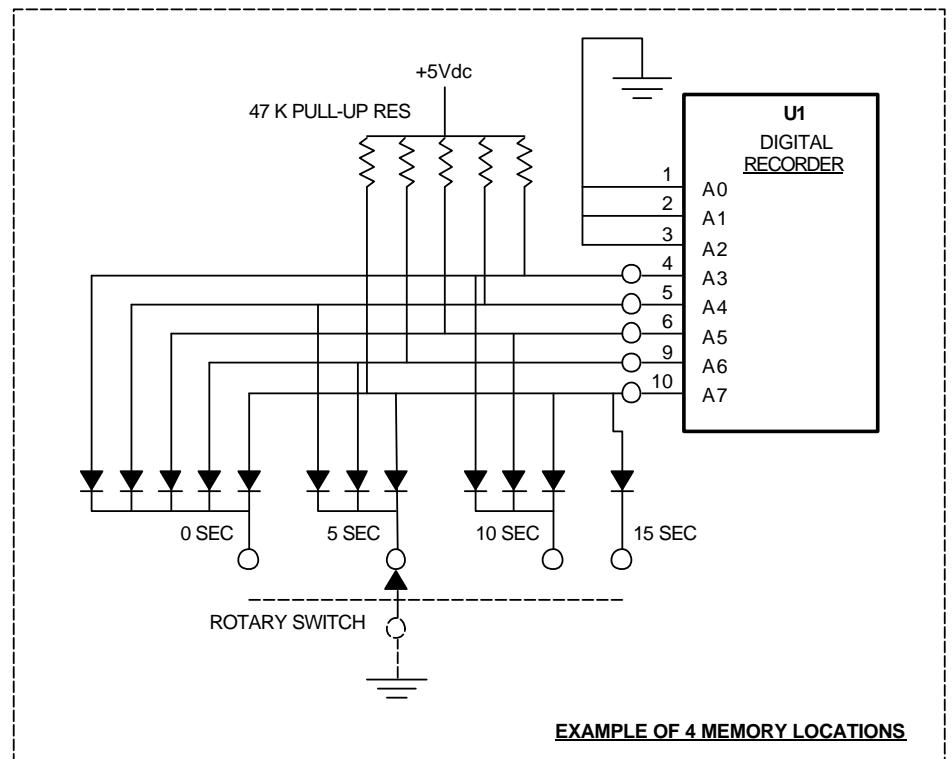 +5Vdc
47 K PULL-UP RES
U1
DIGITAL
RECORDER
1
A0
2
A1
3
A2
4
A3
5
A4
6
A5
9
A6
10
A7
0 SEC
5 SEC
10 SEC
15 SEC
ROTARY SWITCH
EXAMPLE OF 4 MEMORY LOCATIONS